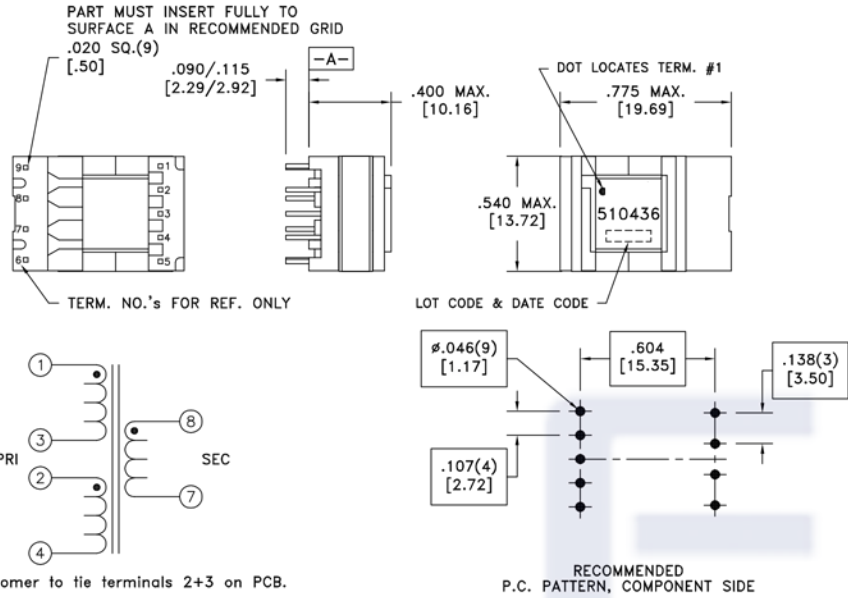 PART MUST INSERT FULLY TO
SURFACE A IN RECOMMENDED GRID
.020 SQ.(9)
[.50]
.090/.115
[2.29/2.92]
-A-
.400 MAX.
[10.16]
DOT LOCATES TERM. #1
.775 MAX.
[19.69]
9
8
7
6
1
2
3
4
5
.540 MAX.
[13.72]
510436
TERM. NO.'s FOR REF. ONLY
LOT CODE & DATE CODE
1
3
2
4
PRI
8
7
SEC
ø.046(9)
[1.17]
.604
[15.35]
.138(3)
[3.50]
.107(4)
[2.72]
omer to tie terminals 2+3 on PCB.
RECOMMENDED
P.C. PATTERN, COMPONENT SIDE